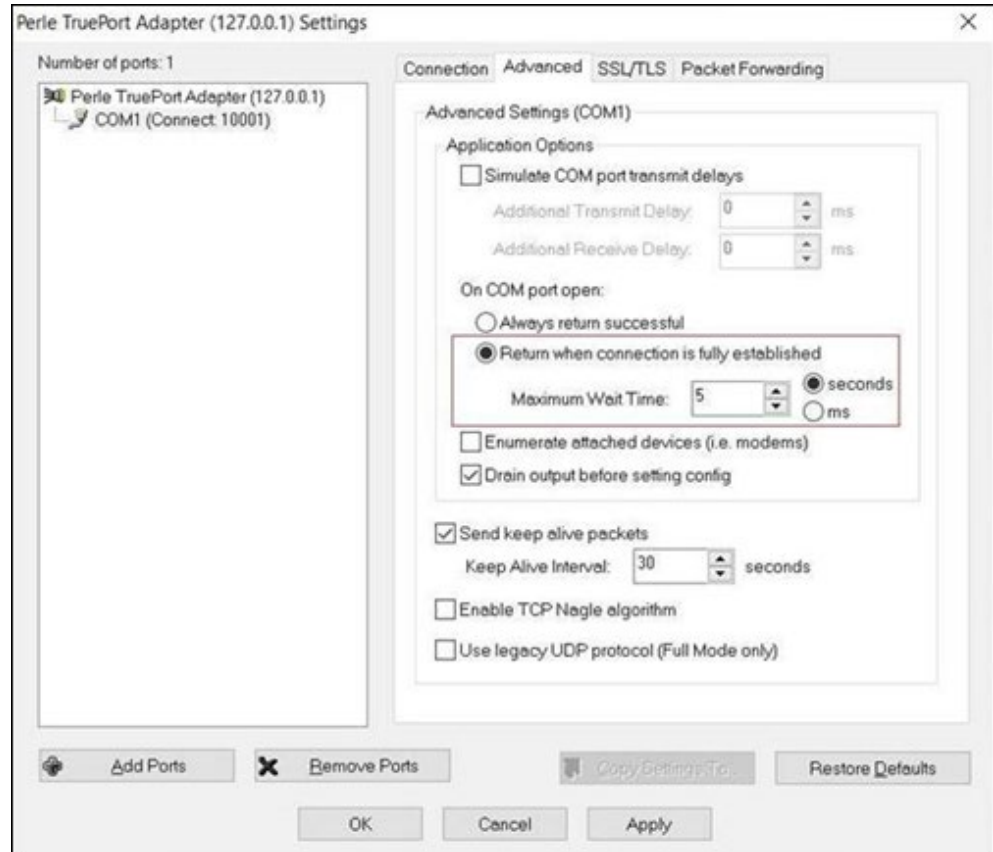 Perle TruePort Adapter (127.0.0.1) Settings
Number of ports: 1
Perle TruePort Adapter (127.0.0.1)
COM1 (Connect: 10001)
Connection
Advanced
SSL/TLS
Packet Forwarding
Advanced Settings (COM1)
Application Options
Simulate COM port transmit delays
Additional Transmit Delay: 0 ms
Additional Receive Delay: 0 ms
On COM port open:
Always return successful
Return when connection is fully established
Maximum Wait Time: 5
seconds
ms
Enumerate attached devices (i.e. modems)
Drain output before setting config
Send keep alive packets
Keep Alive Interval: 30 seconds
Enable TCP Nagle algorithm
Use legacy UDP protocol (Full Mode only)
Add Ports
Remove Ports
Copy Settings To...
Restore Defaults
OK
Cancel
Apply